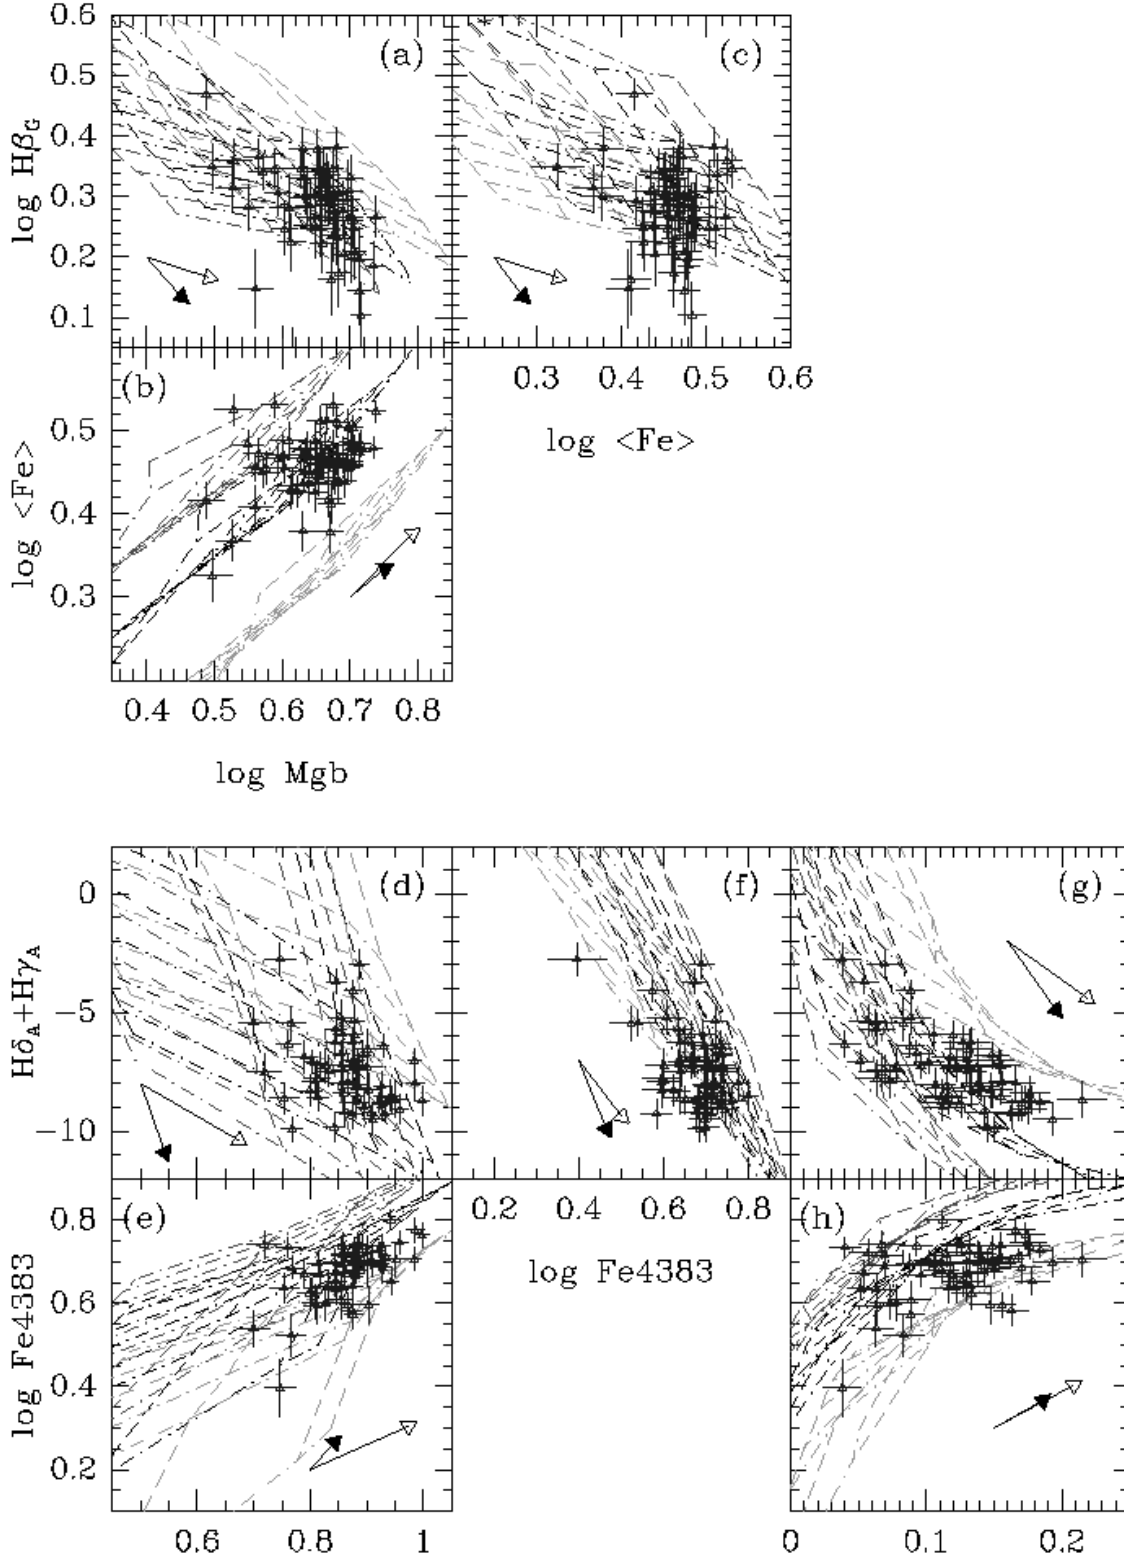 0.6
0.5
0.4
0.3
0.2
0.1
log Hβ_G
(a)
(c)
0.3 0.4 0.5 0.6
log <Fe>
(b)
0.5
0.4
0.3
log <Fe>
0.4 0.5 0.6 0.7 0.8
log Mgb
(d)
(f)
(g)
0
−5
−10
Hδ_A+Hγ_A
(e)
0.2 0.4 0.6 0.8
(h)
log Fe4383
0.8
0.6
0.4
0.2
log Fe4383
0.6 0.8 1
0 0.1 0.2